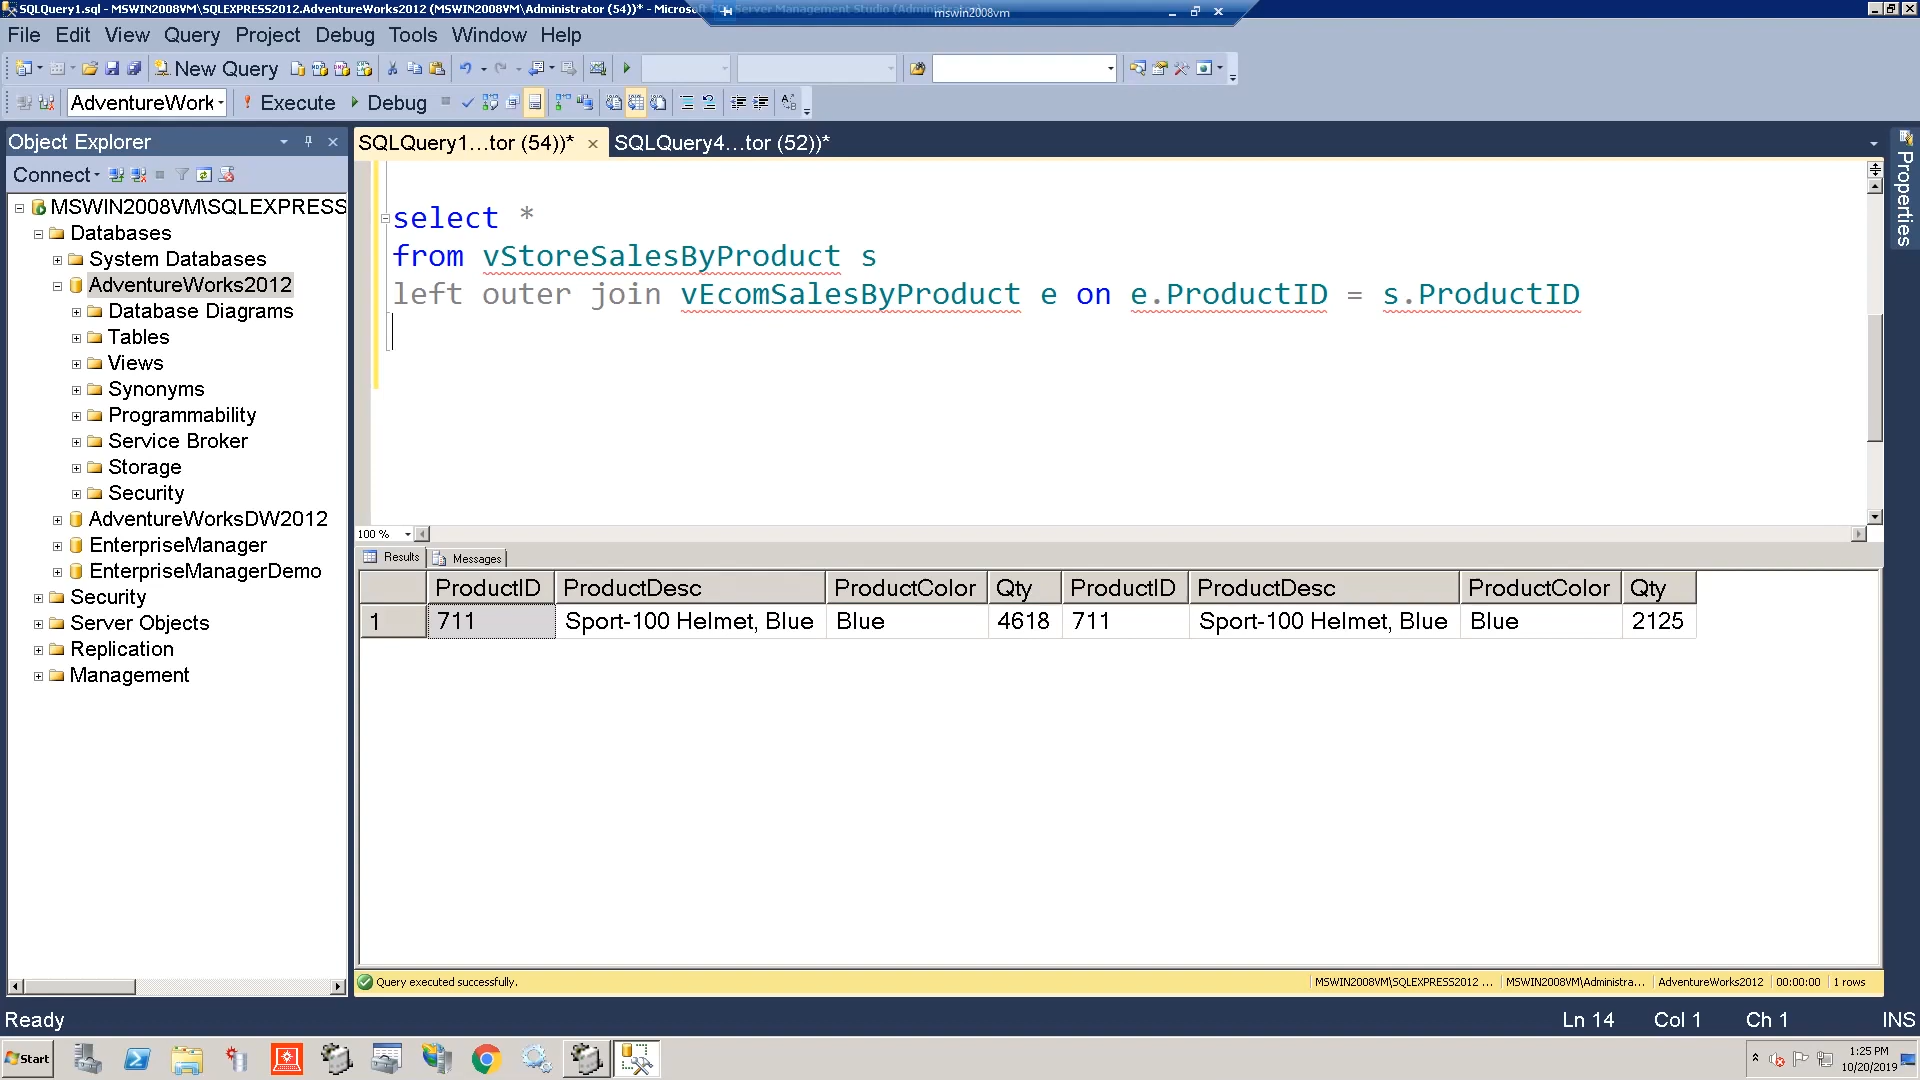 SQLQuery1.sql - MSWIN2008VM\SQLEXPRESS2012.AdventureWorks2012 (MSWIN2008VM\Administrator (54))* - Microsoft SQL Server Management Studio
mswin2008vm
File Edit View Query Project Debug Tools Window Help
New Query
AdventureWork Execute Debug
Object Explorer
SQLQuery1...tor (54))* SQLQuery4...tor (52))*
Properties
Connect
MSWIN2008VM\SQLEXPRESS
Databases
System Databases
AdventureWorks2012
Database Diagrams
Tables
Views
Synonyms
Programmability
Service Broker
Storage
Security
AdventureWorksDW2012
EnterpriseManager
EnterpriseManagerDemo
Security
Server Objects
Replication
Management
select *
from vStoreSalesByProduct s
left outer join vEcomSalesByProduct e on e.ProductID = s.ProductID
100 %
Results Messages
ProductID ProductDesc ProductColor Qty ProductID ProductDesc ProductColor Qty
1 711 Sport-100 Helmet, Blue Blue 4618 711 Sport-100 Helmet, Blue Blue 2125
Query executed successfully. MSWIN2008VM\SQLEXPRESS2012 ... MSWIN2008VM\Administra... AdventureWorks2012 00:00:00 1 rows
Ready Ln 14 Col 1 Ch 1 INS
Start
1:25 PM
10/20/2019